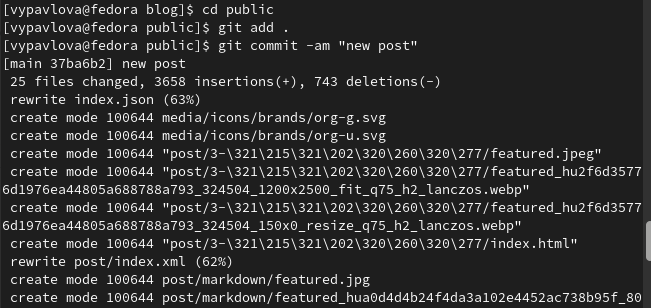 [vypavlova@fedora blog]$ cd public
[vypavlova@fedora public]$ git add .
[vypavlova@fedora public]$ git commit -am "new post"
[main 37ba6b2] new post
 25 files changed, 3658 insertions(+), 743 deletions(-)
 rewrite index.json (63%)
 create mode 100644 media/icons/brands/org-g.svg
 create mode 100644 media/icons/brands/org-u.svg
 create mode 100644 "post/3-\321\215\321\202\320\260\320\277/featured.jpeg"
 create mode 100644 "post/3-\321\215\321\202\320\260\320\277/featured_hu2f6d3577
6d1976ea44805a688788a793_324504_1200x2500_fit_q75_h2_lanczos.webp"
 create mode 100644 "post/3-\321\215\321\202\320\260\320\277/featured_hu2f6d3577
6d1976ea44805a688788a793_324504_150x0_resize_q75_h2_lanczos.webp"
 create mode 100644 "post/3-\321\215\321\202\320\260\320\277/index.html"
 rewrite post/index.xml (62%)
 create mode 100644 post/markdown/featured.jpg
 create mode 100644 post/markdown/featured_hua0d4d4b24f4da3a102e4452ac738b95f_80